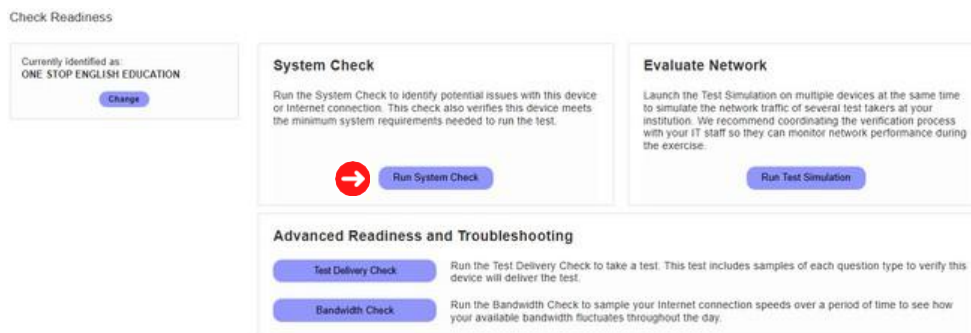 Check Readiness
Currently identified as:
ONE STOP ENGLISH EDUCATION
Change
System Check
Run the System Check to identify potential issues with this device
or Internet connection. This check also verifies this device meets
the minimum system requirements needed to run the test.
Run System Check
Evaluate Network
Launch the Test Simulation on multiple devices at the same time
to simulate the network traffic of several test takers at your
institution. We recommend coordinating the verification process
with your IT staff so they can monitor network performance during
the exercise.
Run Test Simulation
Advanced Readiness and Troubleshooting
Test Delivery Check
Run the Test Delivery Check to take a test. This test includes samples of each question type to verify this
device will deliver the test.
Bandwidth Check
Run the Bandwidth Check to sample your Internet connection speeds over a period of time to see how
your available bandwidth fluctuates throughout the day.